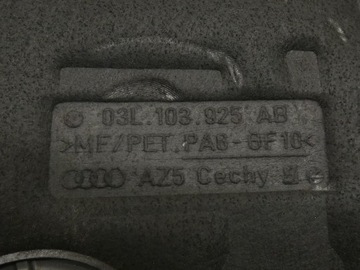 03L.103.925 AB
>MF/PET.PA6-GF10<
AZ5 Cechy